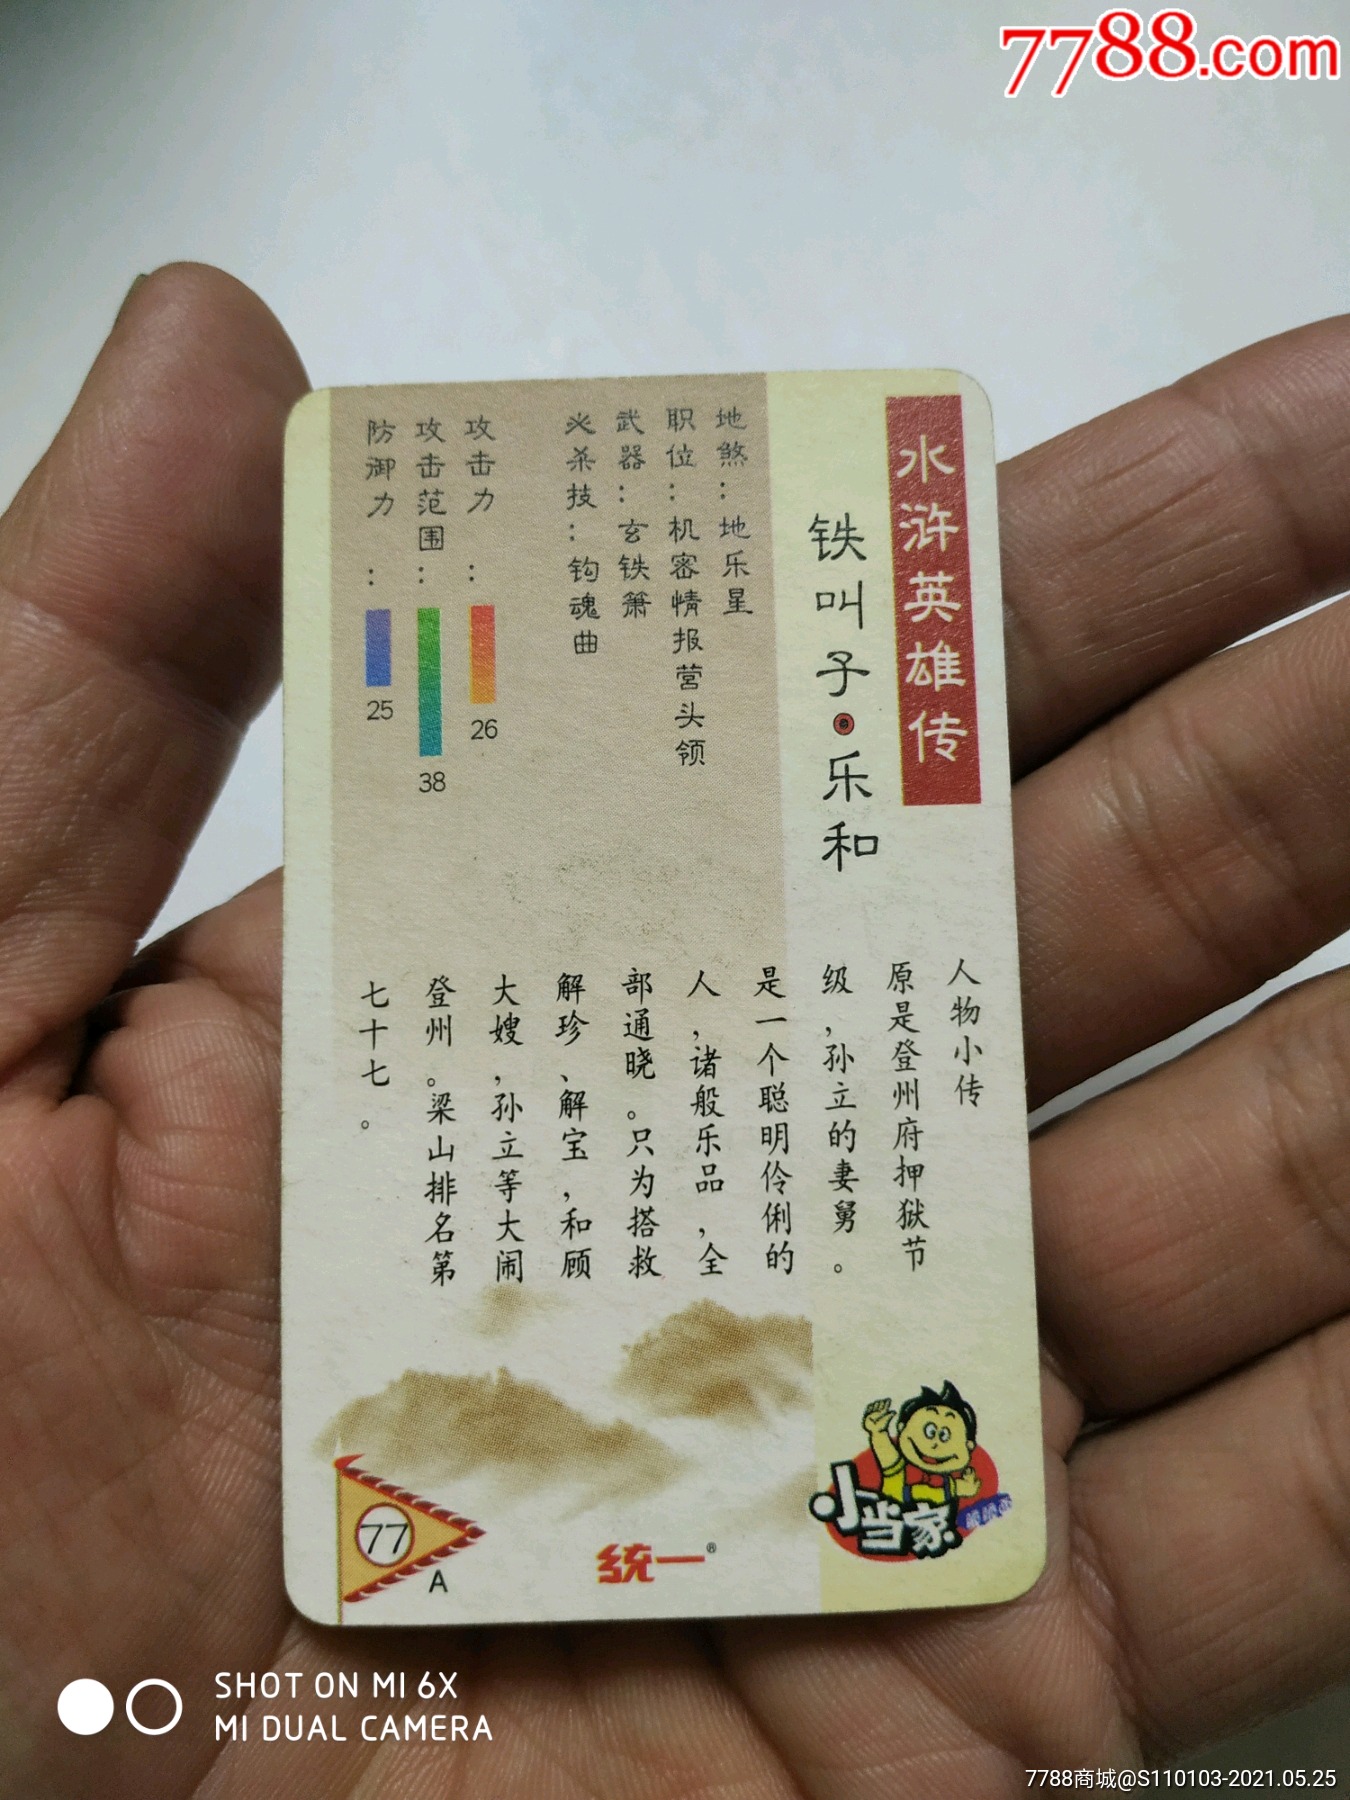 7788.com
水浒英雄传
铁叫子·乐和
地煞：地乐星
职位：机密情报营头领
武器：玄铁箫
必杀技：钩魂曲
攻击力：26
攻击范围：38
防御力：25
人物小传
原是登州府押狱节
级，孙立的妻舅。
是一个聪明伶俐的
人，诸般乐品，全
部通晓。只为搭救
解珍、解宝，和顾
大嫂，孙立等大闹
登州。梁山排名第
七十七。
77
A
统一®
小当家
SHOT ON MI 6X
MI DUAL CAMERA
7788商城@S110103-2021.05.25